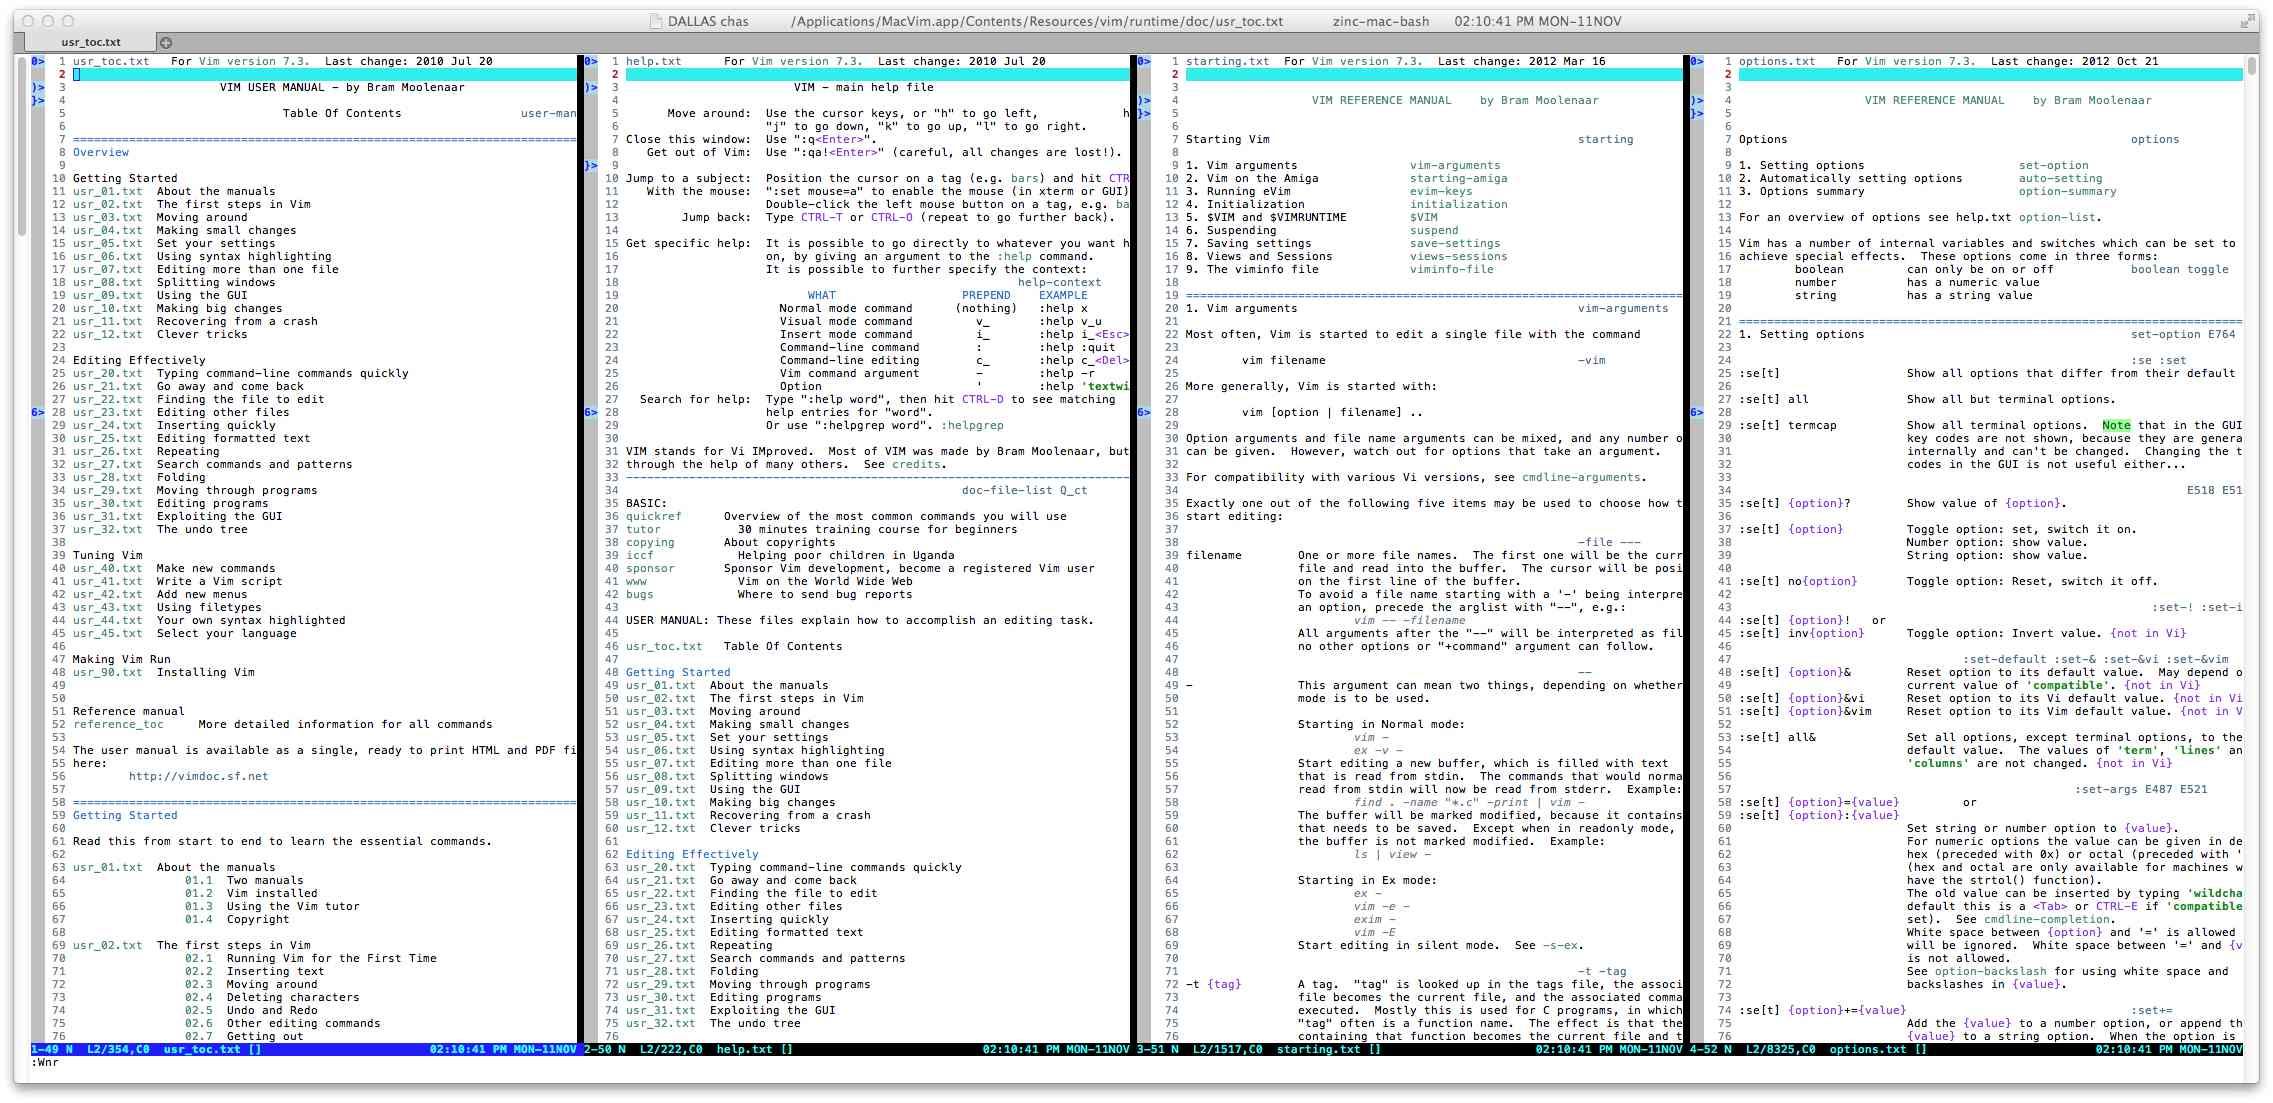 DALLAS chas /Applications/MacVim.app/Contents/Resources/vim/runtime/doc/usr_toc.txt zinc-mac-bash 02:10:41 PM MON-11NOV
usr_toc.txt
0> 1 usr_toc.txt For Vim version 7.3. Last change: 2010 Jul 20
2
)> 3 VIM USER MANUAL - by Bram Moolenaar
}> 4
5 Table Of Contents user-man
6
7 ========================================================================
8 Overview
9
10 Getting Started
11 usr_01.txt About the manuals
12 usr_02.txt The first steps in Vim
13 usr_03.txt Moving around
14 usr_04.txt Making small changes
15 usr_05.txt Set your settings
16 usr_06.txt Using syntax highlighting
17 usr_07.txt Editing more than one file
18 usr_08.txt Splitting windows
19 usr_09.txt Using the GUI
20 usr_10.txt Making big changes
21 usr_11.txt Recovering from a crash
22 usr_12.txt Clever tricks
23
24 Editing Effectively
25 usr_20.txt Typing command-line commands quickly
26 usr_21.txt Go away and come back
27 usr_22.txt Finding the file to edit
6> 28 usr_23.txt Editing other files
29 usr_24.txt Inserting quickly
30 usr_25.txt Editing formatted text
31 usr_26.txt Repeating
32 usr_27.txt Search commands and patterns
33 usr_28.txt Folding
34 usr_29.txt Moving through programs
35 usr_30.txt Editing programs
36 usr_31.txt Exploiting the GUI
37 usr_32.txt The undo tree
38
39 Tuning Vim
40 usr_40.txt Make new commands
41 usr_41.txt Write a Vim script
42 usr_42.txt Add new menus
43 usr_43.txt Using filetypes
44 usr_44.txt Your own syntax highlighted
45 usr_45.txt Select your language
46
47 Making Vim Run
48 usr_90.txt Installing Vim
49
50
51 Reference manual
52 reference_toc More detailed information for all commands
53
54 The user manual is available as a single, ready to print HTML and PDF fi
55 here:
56 http://vimdoc.sf.net
57
58 ========================================================================
59 Getting Started
60
61 Read this from start to end to learn the essential commands.
62
63 usr_01.txt About the manuals
64 01.1 Two manuals
65 01.2 Vim installed
66 01.3 Using the Vim tutor
67 01.4 Copyright
68
69 usr_02.txt The first steps in Vim
70 02.1 Running Vim for the First Time
71 02.2 Inserting text
72 02.3 Moving around
73 02.4 Deleting characters
74 02.5 Undo and Redo
75 02.6 Other editing commands
76 02.7 Getting out
1-49 N L2/354,C0 usr_toc.txt [] 02:10:41 PM MON-11NOV
0> 1 help.txt For Vim version 7.3. Last change: 2010 Jul 20
2
)> 3 VIM - main help file
4
5 Move around: Use the cursor keys, or "h" to go left, h
6 "j" to go down, "k" to go up, "l" to go right.
7 Close this window: Use ":q<Enter>".
8 Get out of Vim: Use ":qa!<Enter>" (careful, all changes are lost!).
}> 9
10 Jump to a subject: Position the cursor on a tag (e.g. bars) and hit CTR
11 With the mouse: ":set mouse=a" to enable the mouse (in xterm or GUI)
12 Double-click the left mouse button on a tag, e.g. ba
13 Jump back: Type CTRL-T or CTRL-O (repeat to go further back).
14
15 Get specific help: It is possible to go directly to whatever you want h
16 on, by giving an argument to the :help command.
17 It is possible to further specify the context:
18 help-context
19 WHAT PREPEND EXAMPLE
20 Normal mode command (nothing) :help x
21 Visual mode command v_ :help v_u
22 Insert mode command i_ :help i_<Esc>
23 Command-line command : :help :quit
24 Command-line editing c_ :help c_<Del>
25 Vim command argument - :help -r
26 Option ' :help 'textwi
27 Search for help: Type ":help word", then hit CTRL-D to see matching
6> 28 help entries for "word".
29 Or use ":helpgrep word". :helpgrep
30
31 VIM stands for Vi IMproved. Most of VIM was made by Bram Moolenaar, but
32 through the help of many others. See credits.
33 ------------------------------------------------------------------------
34 doc-file-list Q_ct
35 BASIC:
36 quickref Overview of the most common commands you will use
37 tutor 30 minutes training course for beginners
38 copying About copyrights
39 iccf Helping poor children in Uganda
40 sponsor Sponsor Vim development, become a registered Vim user
41 www Vim on the World Wide Web
42 bugs Where to send bug reports
43
44 USER MANUAL: These files explain how to accomplish an editing task.
45
46 usr_toc.txt Table Of Contents
47
48 Getting Started
49 usr_01.txt About the manuals
50 usr_02.txt The first steps in Vim
51 usr_03.txt Moving around
52 usr_04.txt Making small changes
53 usr_05.txt Set your settings
54 usr_06.txt Using syntax highlighting
55 usr_07.txt Editing more than one file
56 usr_08.txt Splitting windows
57 usr_09.txt Using the GUI
58 usr_10.txt Making big changes
59 usr_11.txt Recovering from a crash
60 usr_12.txt Clever tricks
61
62 Editing Effectively
63 usr_20.txt Typing command-line commands quickly
64 usr_21.txt Go away and come back
65 usr_22.txt Finding the file to edit
66 usr_23.txt Editing other files
67 usr_24.txt Inserting quickly
68 usr_25.txt Editing formatted text
69 usr_26.txt Repeating
70 usr_27.txt Search commands and patterns
71 usr_28.txt Folding
72 usr_29.txt Moving through programs
73 usr_30.txt Editing programs
74 usr_31.txt Exploiting the GUI
75 usr_32.txt The undo tree
76
2-50 N L2/222,C0 help.txt [] 02:10:41 PM MON-11NOV
0> 1 starting.txt For Vim version 7.3. Last change: 2012 Mar 16
2
3
)> 4 VIM REFERENCE MANUAL by Bram Moolenaar
}> 5
6
7 Starting Vim starting
8
9 1. Vim arguments vim-arguments
10 2. Vim on the Amiga starting-amiga
11 3. Running eVim evim-keys
12 4. Initialization initialization
13 5. $VIM and $VIMRUNTIME $VIM
14 6. Suspending suspend
15 7. Saving settings save-settings
16 8. Views and Sessions views-sessions
17 9. The viminfo file viminfo-file
18
19 =======================================================================
20 1. Vim arguments vim-arguments
21
22 Most often, Vim is started to edit a single file with the command
23
24 vim filename -vim
25
26 More generally, Vim is started with:
27
6> 28 vim [option | filename] ..
29
30 Option arguments and file name arguments can be mixed, and any number o
31 can be given. However, watch out for options that take an argument.
32
33 For compatibility with various Vi versions, see cmdline-arguments.
34
35 Exactly one out of the following five items may be used to choose how t
36 start editing:
37
38 -file ---
39 filename One or more file names. The first one will be the curr
40 file and read into the buffer. The cursor will be posi
41 on the first line of the buffer.
42 To avoid a file name starting with a '-' being interpre
43 an option, precede the arglist with "--", e.g.:
44 vim -- -filename
45 All arguments after the "--" will be interpreted as fil
46 no other options or "+command" argument can follow.
47
48 --
49 - This argument can mean two things, depending on whether
50 mode is to be used.
51
52 Starting in Normal mode:
53 vim -
54 ex -v -
55 Start editing a new buffer, which is filled with text
56 that is read from stdin. The commands that would norma
57 read from stdin will now be read from stderr. Example:
58 find . -name "*.c" -print | vim -
59 The buffer will be marked modified, because it contains
60 that needs to be saved. Except when in readonly mode,
61 the buffer is not marked modified. Example:
62 ls | view -
63
64 Starting in Ex mode:
65 ex -
66 vim -e -
67 exim -
68 vim -E
69 Start editing in silent mode. See -s-ex.
70
71 -t -tag
72 -t {tag} A tag. "tag" is looked up in the tags file, the associ
73 file becomes the current file, and the associated comma
74 executed. Mostly this is used for C programs, in which
75 "tag" often is a function name. The effect is that the
76 containing that function becomes the current file and t
3-51 N L2/1517,C0 starting.txt [] 02:10:41 PM MON-11NOV
0> 1 options.txt For Vim version 7.3. Last change: 2012 Oct 21
2
3
)> 4 VIM REFERENCE MANUAL by Bram Moolenaar
}> 5
6
7 Options options
8
9 1. Setting options set-option
10 2. Automatically setting options auto-setting
11 3. Options summary option-summary
12
13 For an overview of options see help.txt option-list.
14
15 Vim has a number of internal variables and switches which can be set to
16 achieve special effects. These options come in three forms:
17 boolean can only be on or off boolean toggle
18 number has a numeric value
19 string has a string value
20
21 ========================================================================
22 1. Setting options set-option E764
23
24 :se :set
25 :se[t] Show all options that differ from their default
26
27 :se[t] all Show all but terminal options.
6> 28
29 :se[t] termcap Show all terminal options. Note that in the GUI
30 key codes are not shown, because they are genera
31 internally and can't be changed. Changing the t
32 codes in the GUI is not useful either...
33
34 E518 E51
35 :se[t] {option}? Show value of {option}.
36
37 :se[t] {option} Toggle option: set, switch it on.
38 Number option: show value.
39 String option: show value.
40
41 :se[t] no{option} Toggle option: Reset, switch it off.
42
43 :set-! :set-i
44 :se[t] {option}! or
45 :se[t] inv{option} Toggle option: Invert value. {not in Vi}
46
47 :set-default :set-& :set-&vi :set-&vim
48 :se[t] {option}& Reset option to its default value. May depend o
49 current value of 'compatible'. {not in Vi}
50 :se[t] {option}&vi Reset option to its Vi default value. {not in Vi
51 :se[t] {option}&vim Reset option to its Vim default value. {not in V
52
53 :se[t] all& Set all options, except terminal options, to the
54 default value. The values of 'term', 'lines' an
55 'columns' are not changed. {not in Vi}
56
57 :set-args E487 E521
58 :se[t] {option}={value} or
59 :se[t] {option}:{value}
60 Set string or number option to {value}.
61 For numeric options the value can be given in de
62 hex (preceded with 0x) or octal (preceded with '
63 (hex and octal are only available for machines w
64 have the strtol() function).
65 The old value can be inserted by typing 'wildcha
66 default this is a <Tab> or CTRL-E if 'compatible
67 set). See cmdline-completion.
68 White space between {option} and '=' is allowed
69 will be ignored. White space between '=' and {v
70 is not allowed.
71 See option-backslash for using white space and
72 backslashes in {value}.
73
74 :se[t] {option}+={value} :set+=
75 Add the {value} to a number option, or append th
76 {value} to a string option. When the option is
4-52 N L2/8325,C0 options.txt [] 02:10:41 PM MON-11NOV
:Wnr